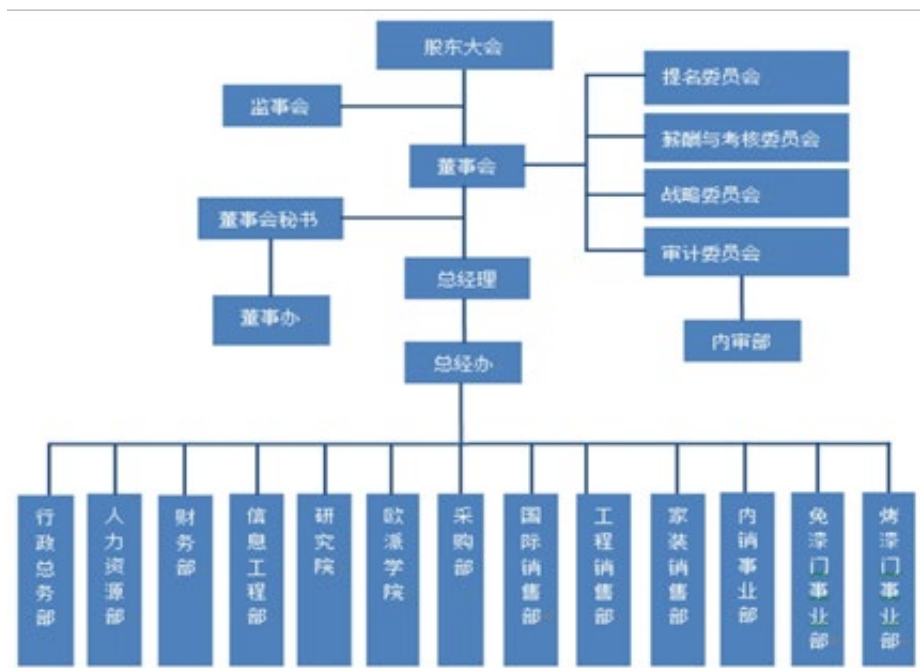 股东大会
提名委员会
监事会
薪酬与考核委员会
董事会
战略委员会
董事会秘书
审计委员会
总经理
董事办
内审部
总经办
行政总务部
人力资源部
财务部
信息工程部
研究院
欧派学院
采购部
国际销售部
工程销售部
家装销售部
内销事业部
免漆门事业部
烤漆门事业部